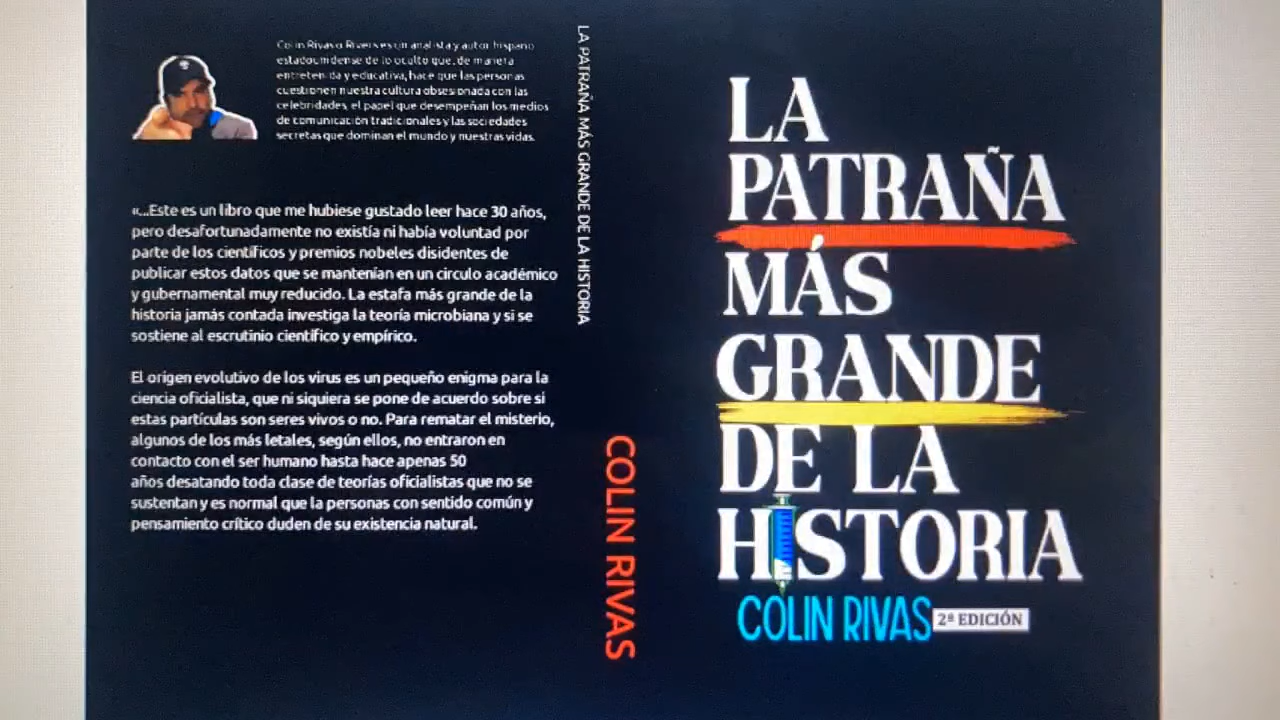 Colin Rivas o Rivers es un analista y autor hispano
estadounidense de lo oculto que, de manera
entretenida y educativa, hace que las personas
cuestionen nuestra cultura obsesionada con las
celebridades, el papel que desempeñan los medios
de comunicación tradicionales y las sociedades
secretas que dominan el mundo y nuestras vidas.
«...Este es un libro que me hubiese gustado leer hace 30 años,
pero desafortunadamente no existía ni había voluntad por
parte de los científicos y premios nobeles disidentes de
publicar estos datos que se mantenían en un circulo académico
y gubernamental muy reducido. La estafa más grande de la
historia jamás contada investiga la teoría microbiana y si se
sostiene al escrutinio científico y empírico.
El origen evolutivo de los virus es un pequeño enigma para la
ciencia oficialista, que ni siquiera se pone de acuerdo sobre si
estas partículas son seres vivos o no. Para rematar el misterio,
algunos de los más letales, según ellos, no entraron en
contacto con el ser humano hasta hace apenas 50
años desatando toda clase de teorías oficialistas que no se
sustentan y es normal que la personas con sentido común y
pensamiento crítico duden de su existencia natural.
LA PATRAÑA MÁS GRANDE DE LA HISTORIA
COLIN RIVAS
LA
PATRAÑA
MÁS
GRANDE
DE LA
HISTORIA
COLIN RIVAS 2ª EDICIÓN